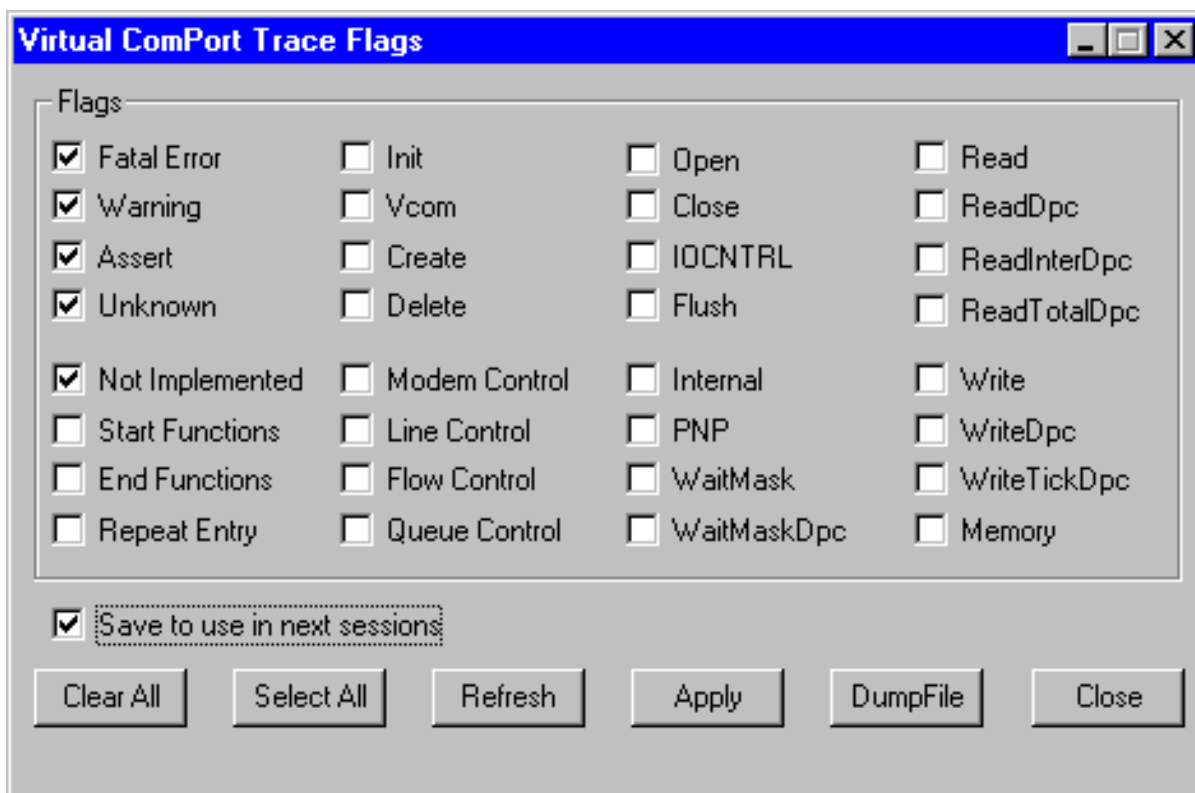 Virtual ComPort Trace Flags
Flags
Fatal Error Init Open Read
Warning Vcom Close ReadDpc
Assert Create IOCNTRL ReadInterDpc
Unknown Delete Flush ReadTotalDpc
Not Implemented Modem Control Internal Write
Start Functions Line Control PNP WriteDpc
End Functions Flow Control WaitMask WriteTickDpc
Repeat Entry Queue Control WaitMaskDpc Memory
Save to use in next sessions
Clear All Select All Refresh Apply DumpFile Close